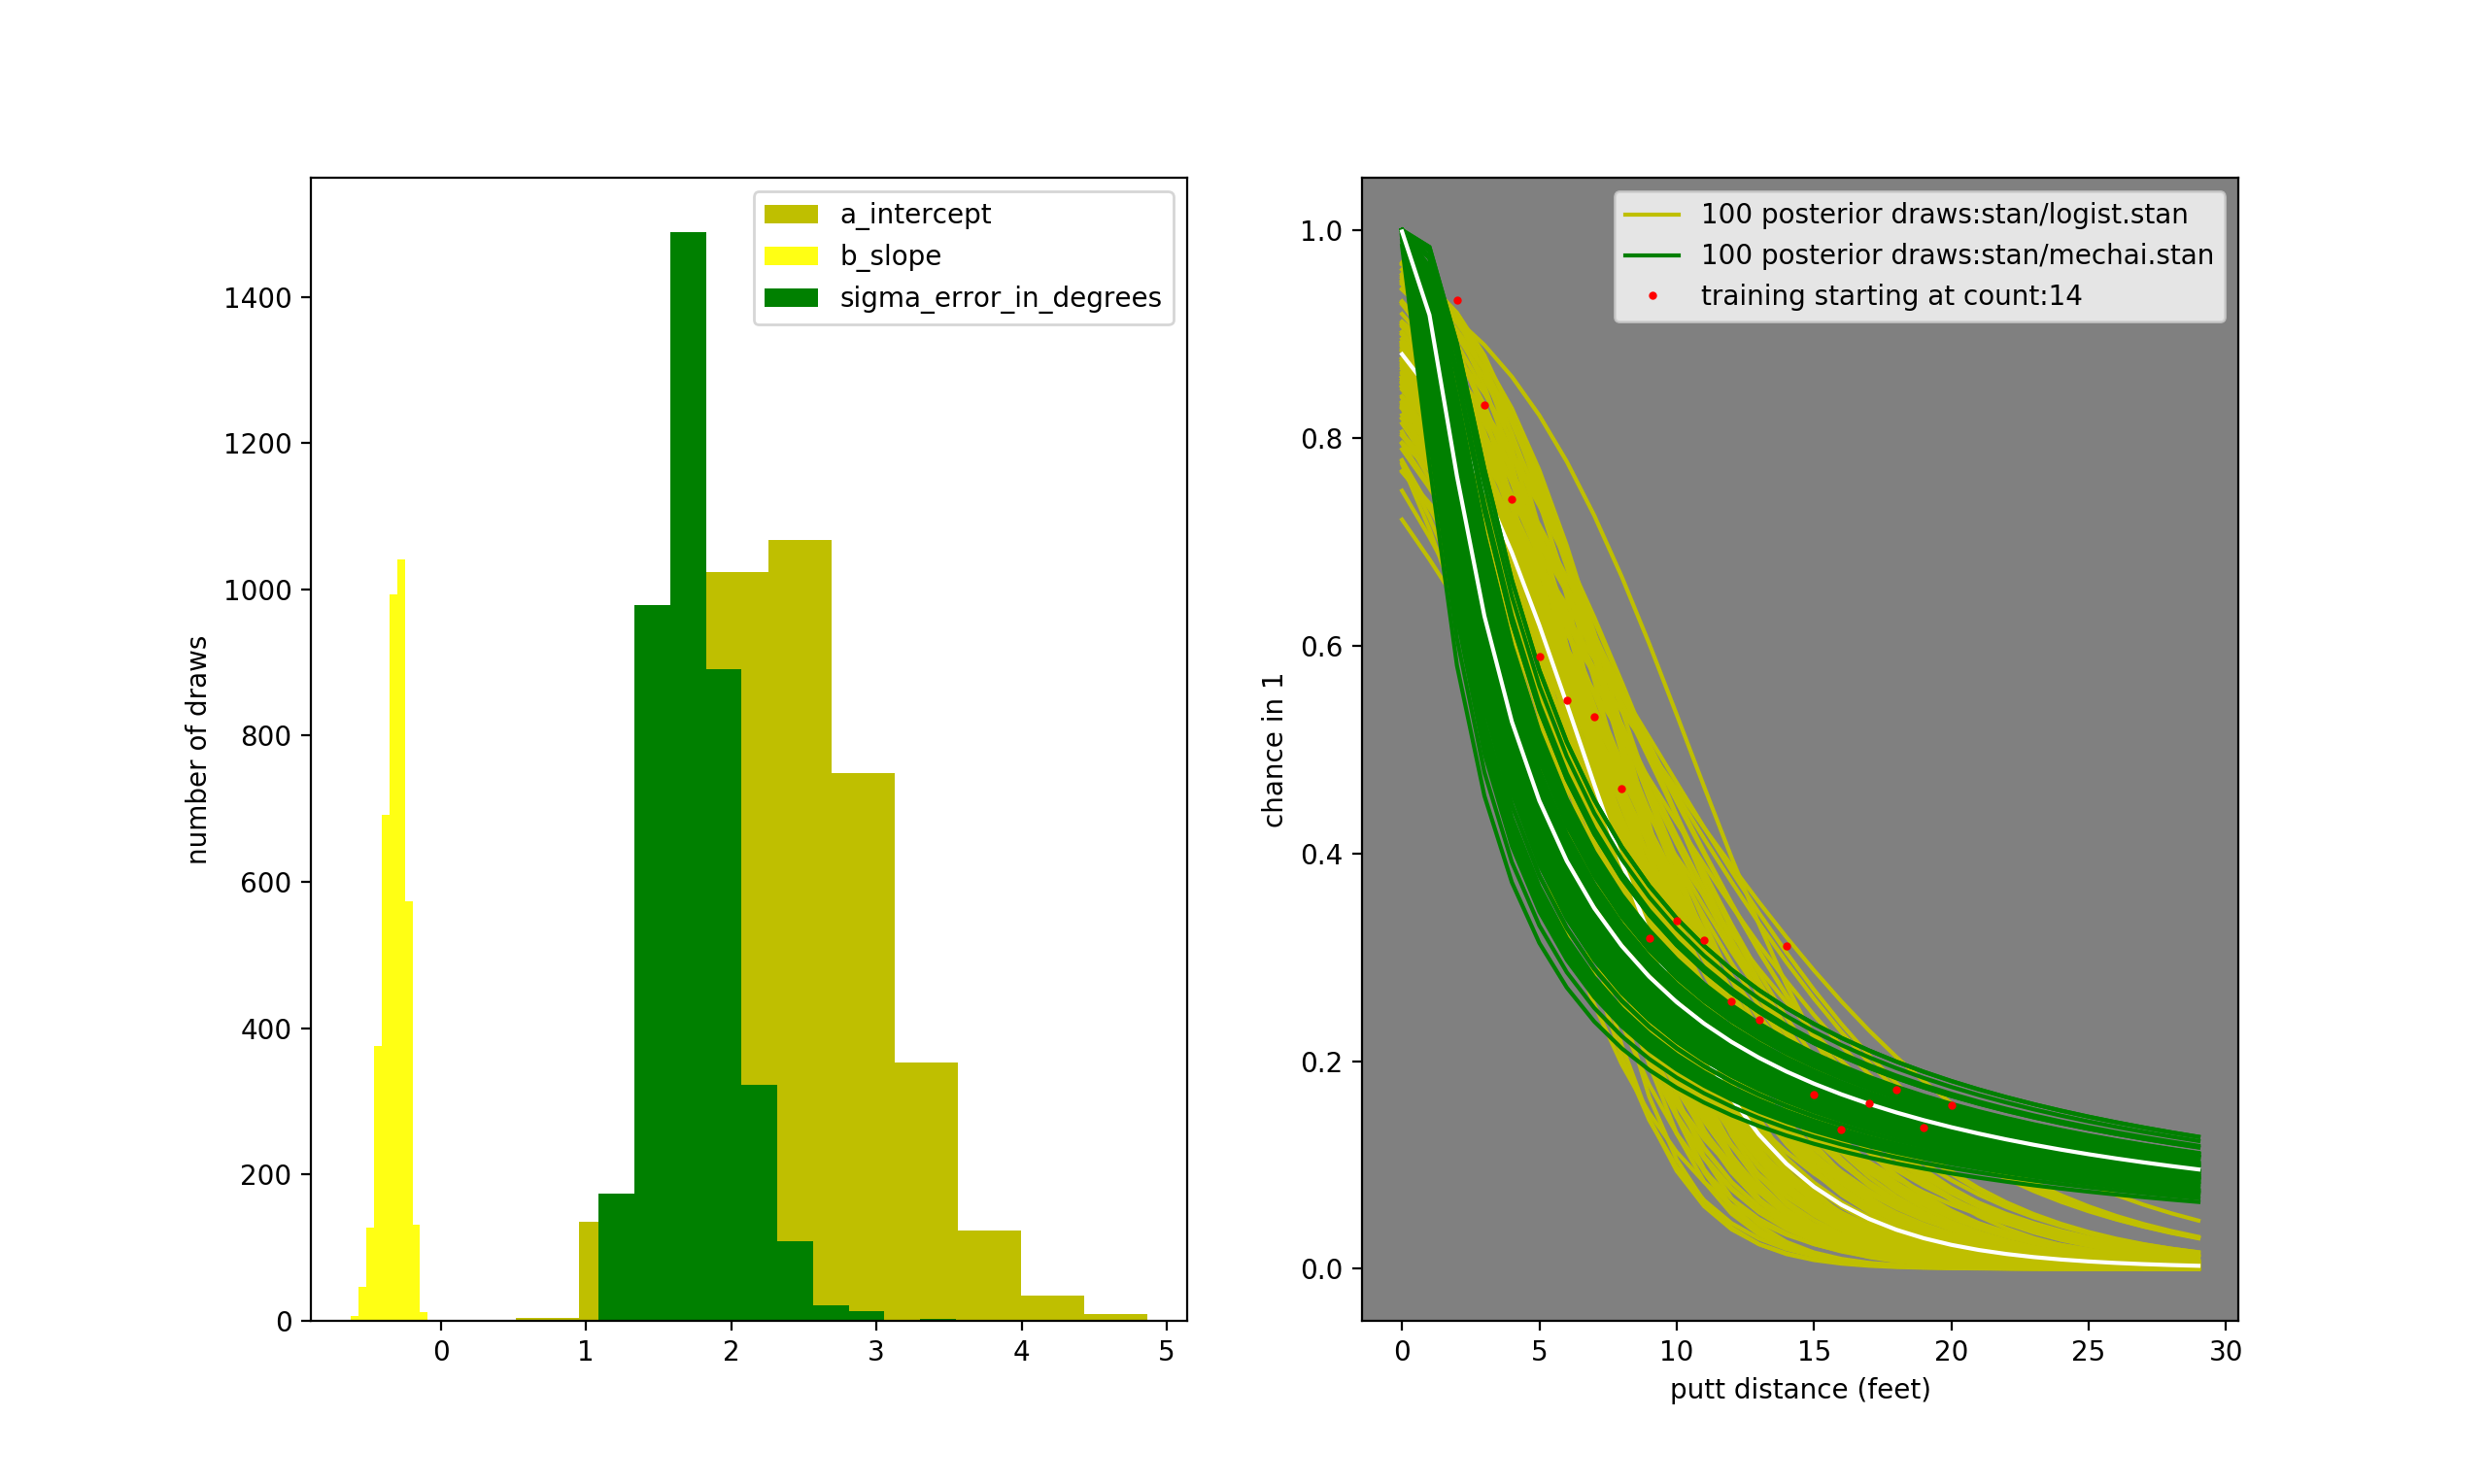 a_intercept
b_slope
sigma_error_in_degrees
number of draws
1400
1200
1000
800
600
400
200
0
0 1 2 3 4 5
100 posterior draws:stan/logist.stan
100 posterior draws:stan/mechai.stan
training starting at count:14
chance in 1
1.0
0.8
0.6
0.4
0.2
0.0
0 5 10 15 20 25 30
putt distance (feet)